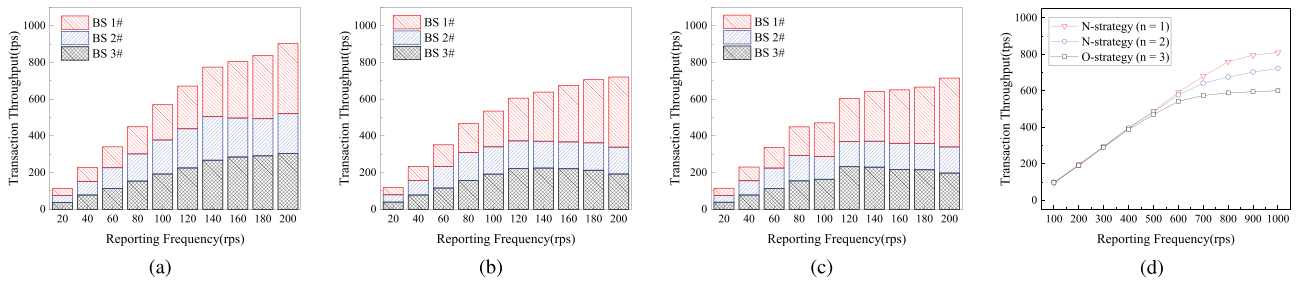 1000
800
600
400
200
0
Transaction Throughput(tps)
BS 1#
BS 2#
BS 3#
20 40 60 80 100 120 140 160 180 200
Reporting Frequency(rps)
(a)
1000
800
600
400
200
0
Transaction Throughput(tps)
BS 1#
BS 2#
BS 3#
20 40 60 80 100 120 140 160 180 200
Reporting Frequency(rps)
(b)
1000
800
600
400
200
0
Transaction Throughput(tps)
BS 1#
BS 2#
BS 3#
20 40 60 80 100 120 140 160 180 200
Reporting Frequency(rps)
(c)
1000
800
600
400
200
0
Transaction Throughput(tps)
N-strategy (n = 1)
N-strategy (n = 2)
O-strategy (n = 3)
100 200 300 400 500 600 700 800 900 1000
Reporting Frequency(rps)
(d)